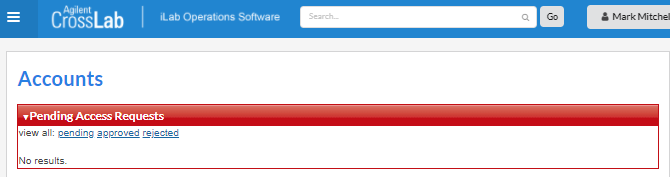 Agilent
CrossLab
iLab Operations Software
Search...
Go
Mark Mitchel
Accounts
▾Pending Access Requests
view all: pending approved rejected
No results.